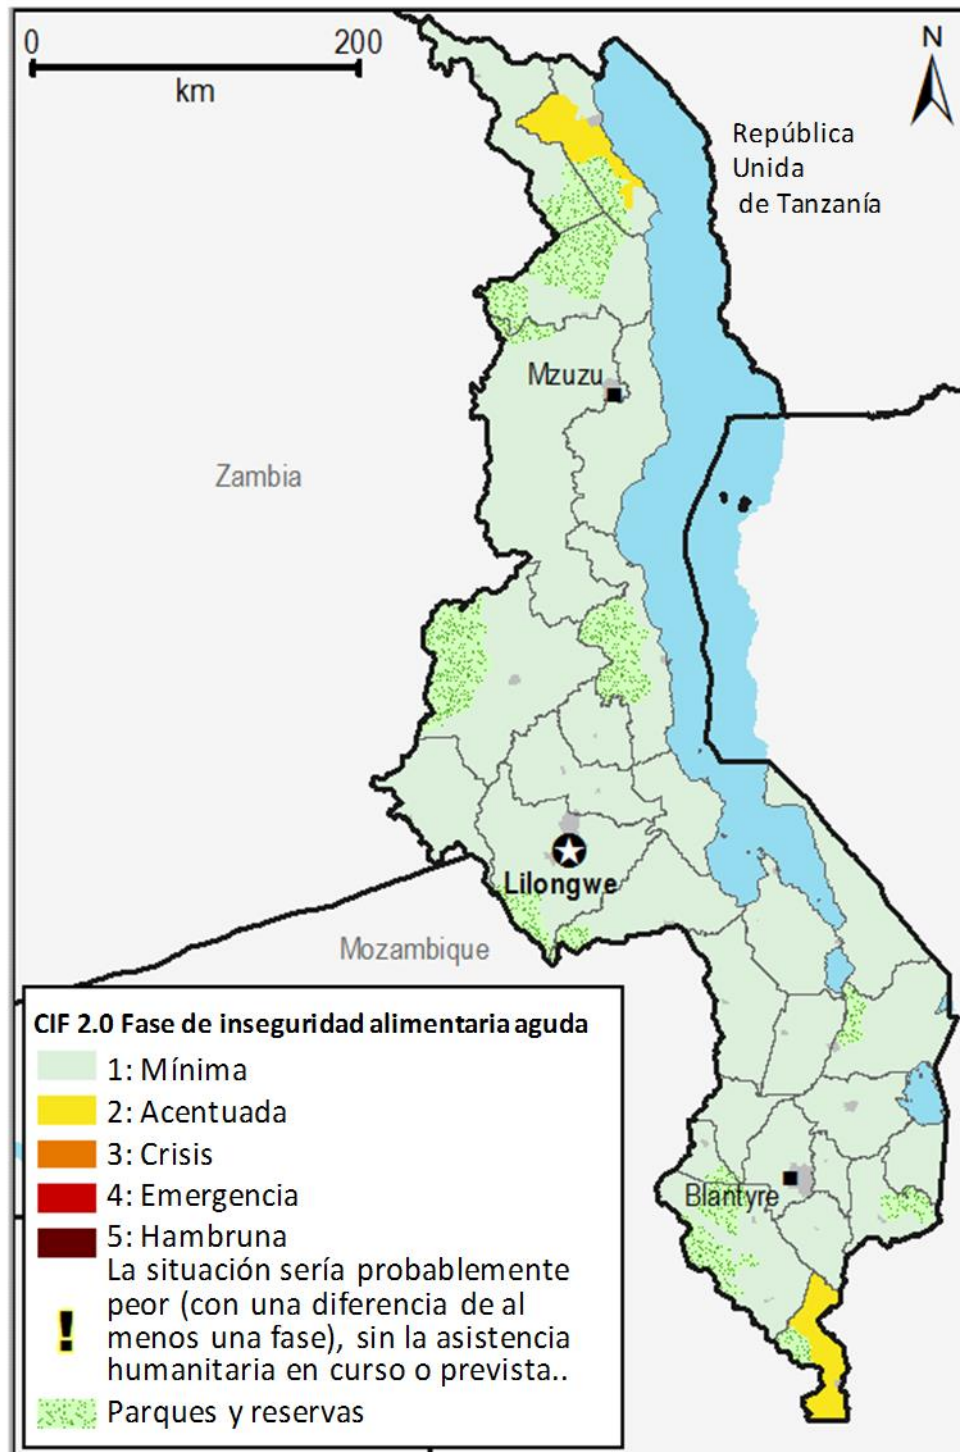 0 200
km
N
República
Unida
de Tanzanía
Mzuzu
Zambia
Lilongwe
Mozambique
Blantyre
CIF 2.0 Fase de inseguridad alimentaria aguda
1: Mínima
2: Acentuada
3: Crisis
4: Emergencia
5: Hambruna
La situación sería probablemente
peor (con una diferencia de al
! menos una fase), sin la asistencia
humanitaria en curso o prevista..
Parques y reservas